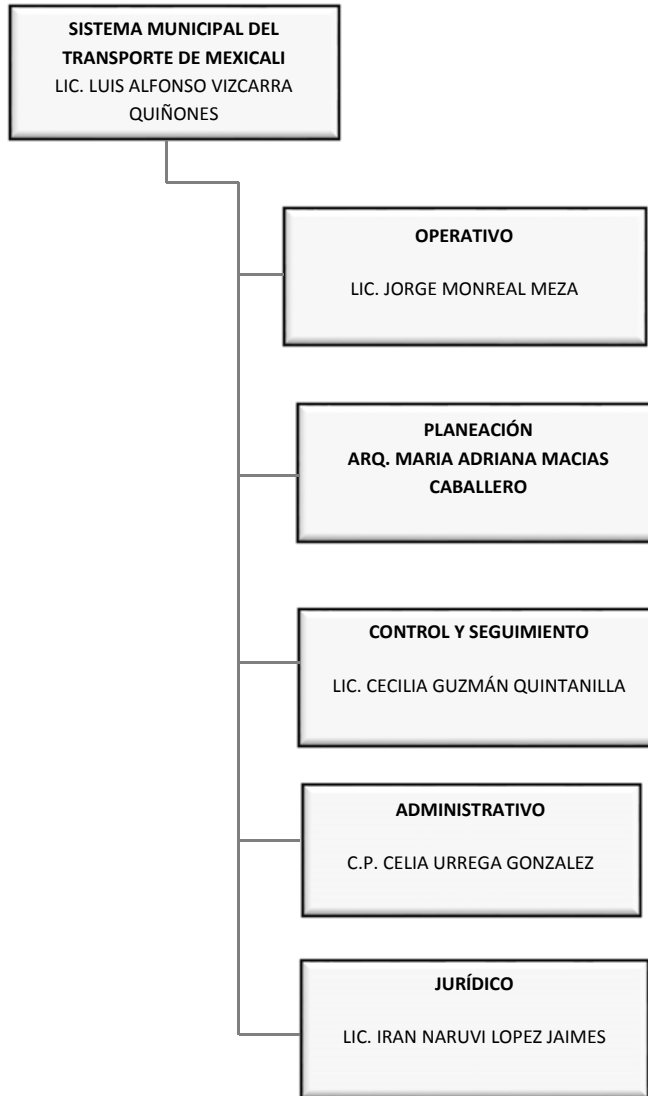 SISTEMA MUNICIPAL DEL
TRANSPORTE DE MEXICALI
LIC. LUIS ALFONSO VIZCARRA
QUIÑONES
OPERATIVO
LIC. JORGE MONREAL MEZA
PLANEACIÓN
ARQ. MARIA ADRIANA MACIAS
CABALLERO
CONTROL Y SEGUIMIENTO
LIC. CECILIA GUZMÁN QUINTANILLA
ADMINISTRATIVO
C.P. CELIA URREGA GONZALEZ
JURÍDICO
LIC. IRAN NARUVI LOPEZ JAIMES